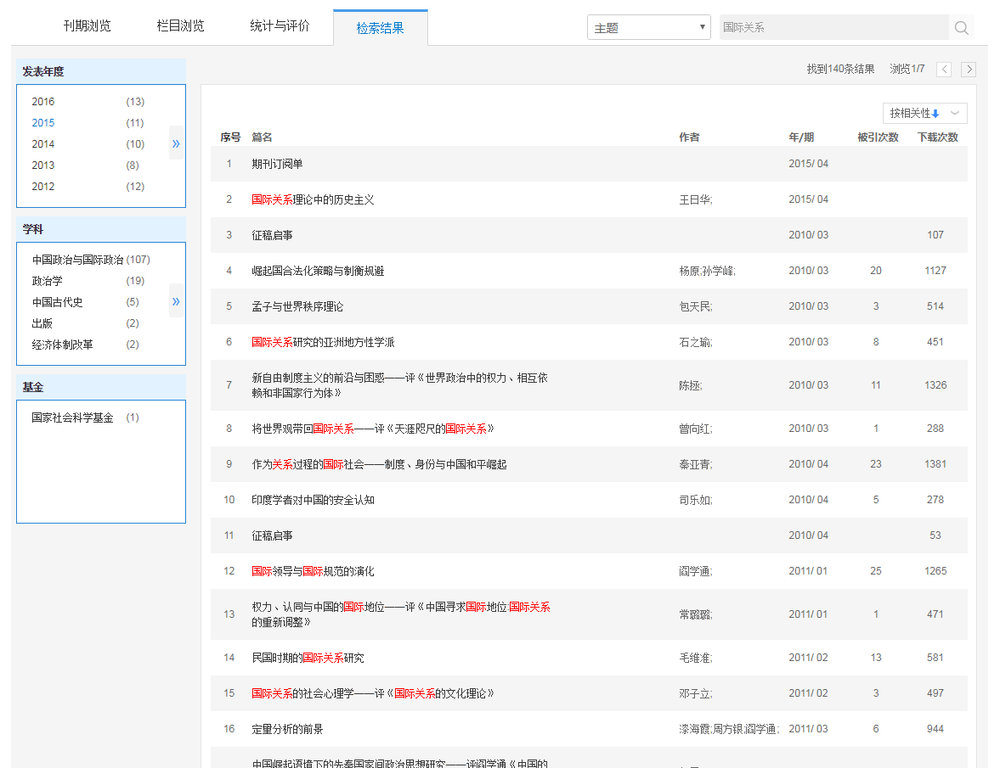 刊期浏览 栏目浏览 统计与评价 检索结果 主题 国际关系
找到140条结果 浏览1/7
发表年度
2016 (13)
2015 (11)
2014 (10)
2013 (8)
2012 (12)
»
学科
中国政治与国际政治 (107)
政治学 (19)
中国古代史 (5)
出版 (2)
经济体制改革 (2)
»
基金
国家社会科学基金 (1)
按相关性
序号 篇名 作者 年/期 被引次数 下载次数
1 期刊订阅单 2015/ 04
2 国际关系理论中的历史主义 王日华; 2015/ 04
3 征稿启事 2010/ 03 107
4 崛起国合法化策略与制衡规避 杨原;孙学峰; 2010/ 03 20 1127
5 孟子与世界秩序理论 包天民; 2010/ 03 3 514
6 国际关系研究的亚洲地方性学派 石之瑜; 2010/ 03 8 451
7 新自由制度主义的前沿与困惑——评《世界政治中的权力、相互依
赖和非国家行为体》 陈拯; 2010/ 03 11 1326
8 将世界观带回国际关系——评《天涯咫尺的国际关系》 曾向红; 2010/ 03 1 288
9 作为关系过程的国际社会——制度、身份与中国和平崛起 秦亚青; 2010/ 04 23 1381
10 印度学者对中国的安全认知 司乐如; 2010/ 04 5 278
11 征稿启事 2010/ 04 53
12 国际领导与国际规范的演化 阎学通; 2011/ 01 25 1265
13 权力、认同与中国的国际地位——评《中国寻求国际地位:国际关系
的重新调整》 常璐璐; 2011/ 01 1 471
14 民国时期的国际关系研究 毛维准; 2011/ 02 13 581
15 国际关系的社会心理学——评《国际关系的文化理论》 邓子立; 2011/ 02 3 497
16 定量分析的前景 漆海霞;周方银;阎学通; 2011/ 03 6 944
中国崛起语境下的先秦国家间政治思想研究——评阎学通《中国的